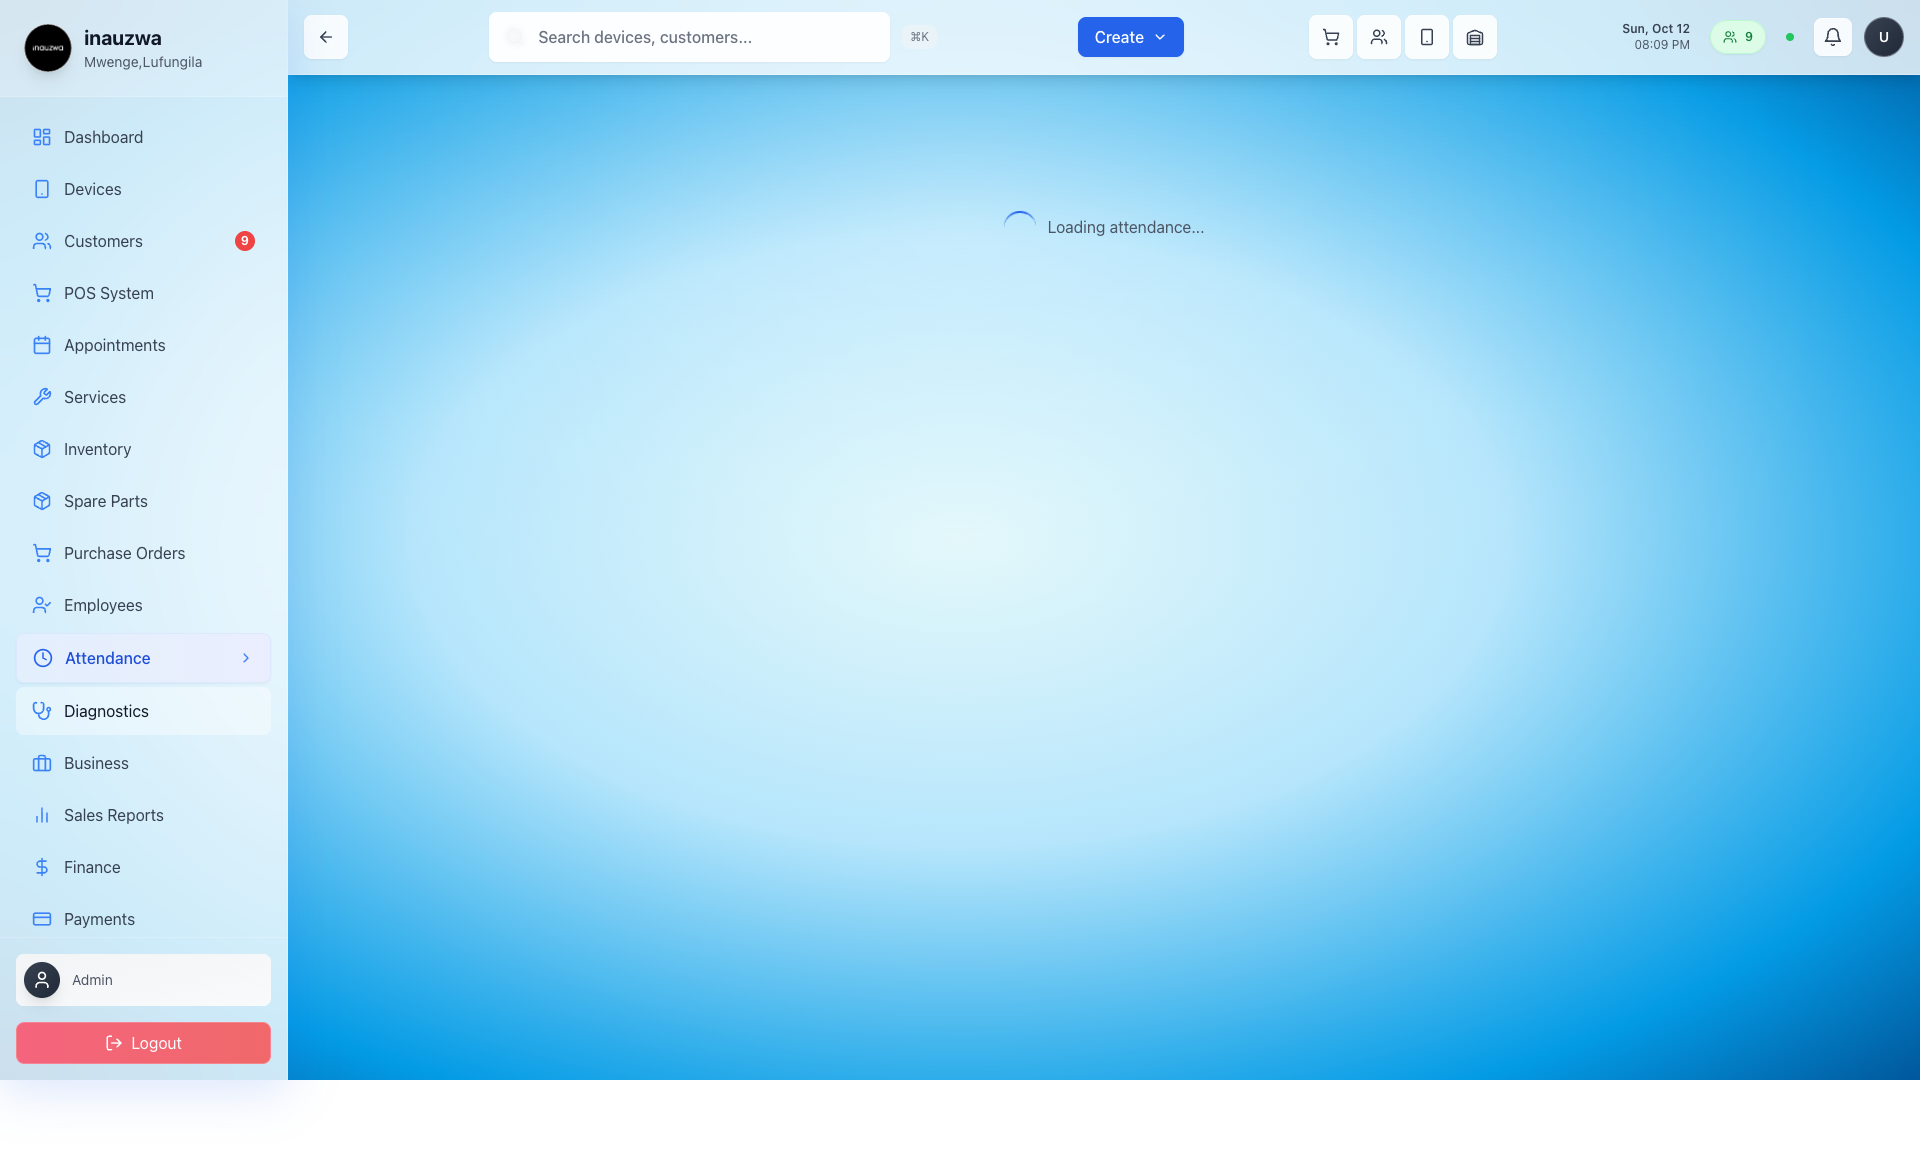 inauzwa
inauzwa
Mwenge,Lufungila
Search devices, customers...
⌘K
Create
Sun, Oct 12
08:09 PM
9
U
Dashboard
Devices
Customers
9
POS System
Appointments
Services
Inventory
Spare Parts
Purchase Orders
Employees
Attendance
Diagnostics
Business
Sales Reports
Finance
Payments
Admin
Logout
Loading attendance...